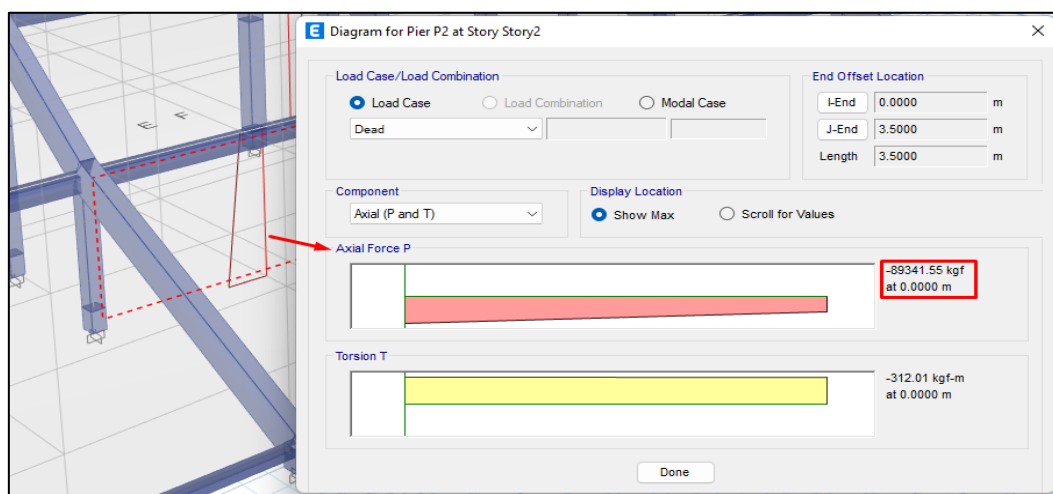 E Diagram for Pier P2 at Story Story2
Load Case/Load Combination
Load Case Load Combination Modal Case
Dead
End Offset Location
I-End 0.0000 m
J-End 3.5000 m
Length 3.5000 m
Component
Axial (P and T)
Display Location
Show Max Scroll for Values
Axial Force P
-89341.55 kgf
at 0.0000 m
Torsion T
-312.01 kgf-m
at 0.0000 m
Done
E F